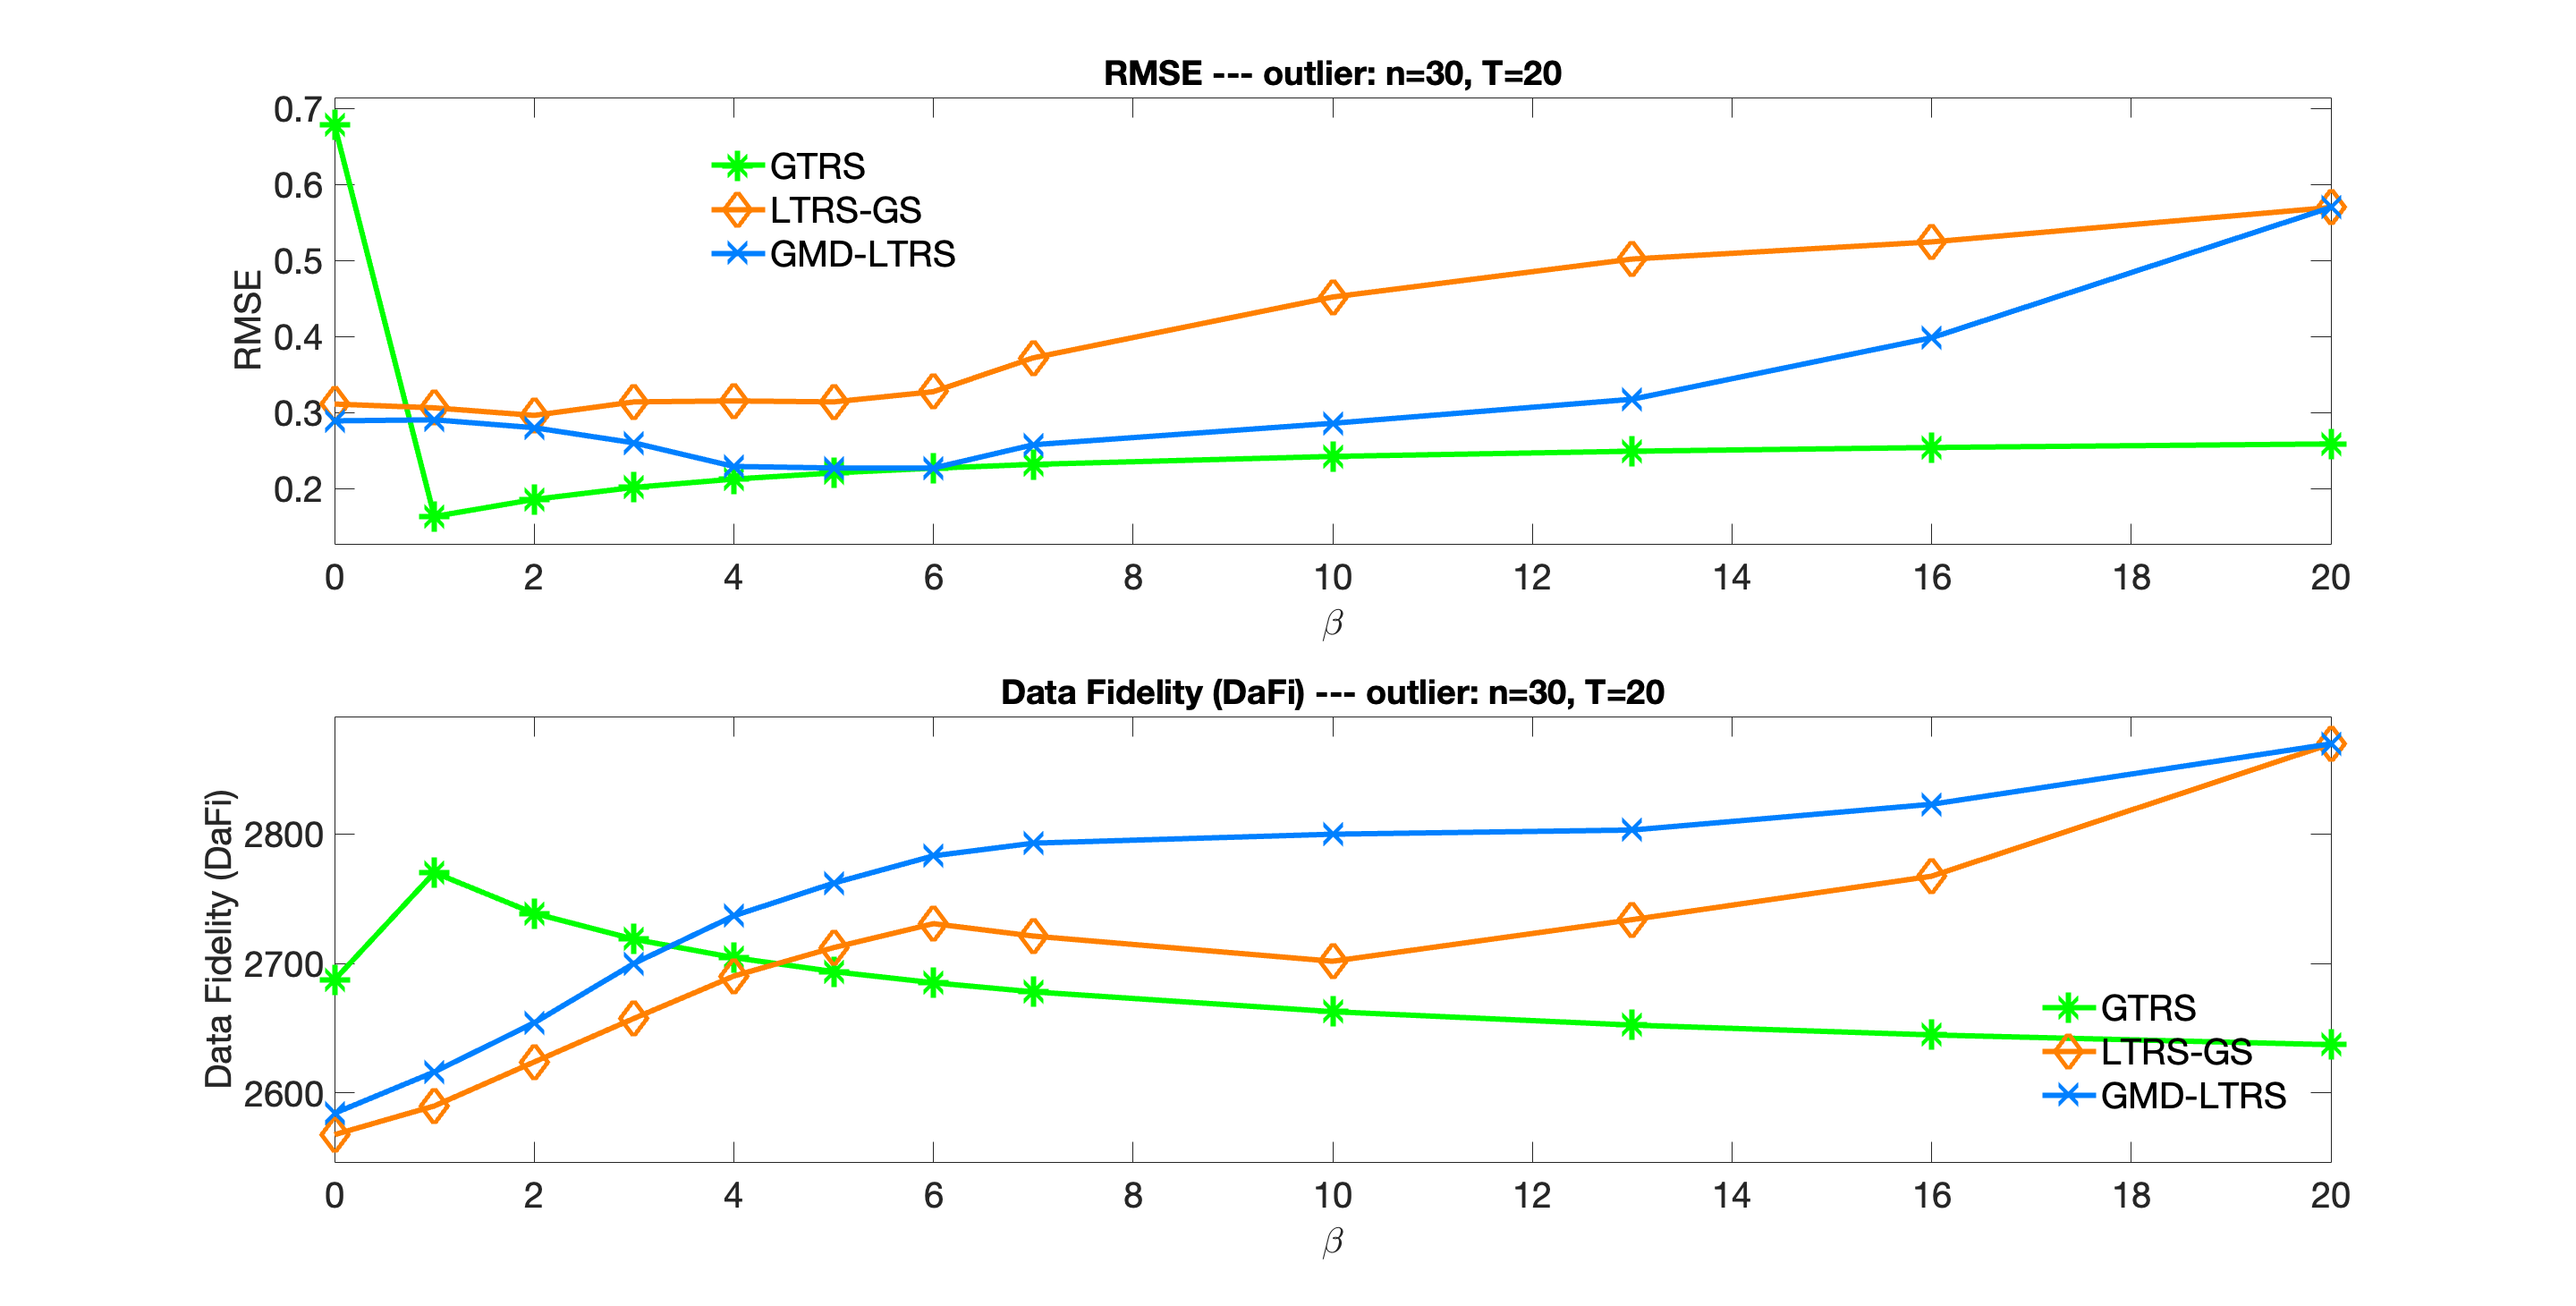 RMSE --- outlier: n=30, T=20
0.7
0.6
0.5
0.4
0.3
0.2
RMSE
GTRS
LTRS-GS
GMD-LTRS
0 2 4 6 8 10 12 14 16 18 20
β
Data Fidelity (DaFi) --- outlier: n=30, T=20
2800
2700
2600
Data Fidelity (DaFi)
GTRS
LTRS-GS
GMD-LTRS
0 2 4 6 8 10 12 14 16 18 20
β